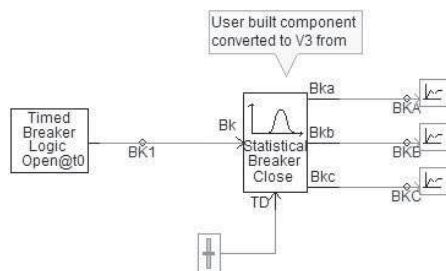 User built component
converted to V3 from
Timed
Breaker
Logic
Open@t0
BK1
Bk
Statistical
Breaker
Close
TD
Bka
BKA
Bkb
BKB
Bkc
BKC